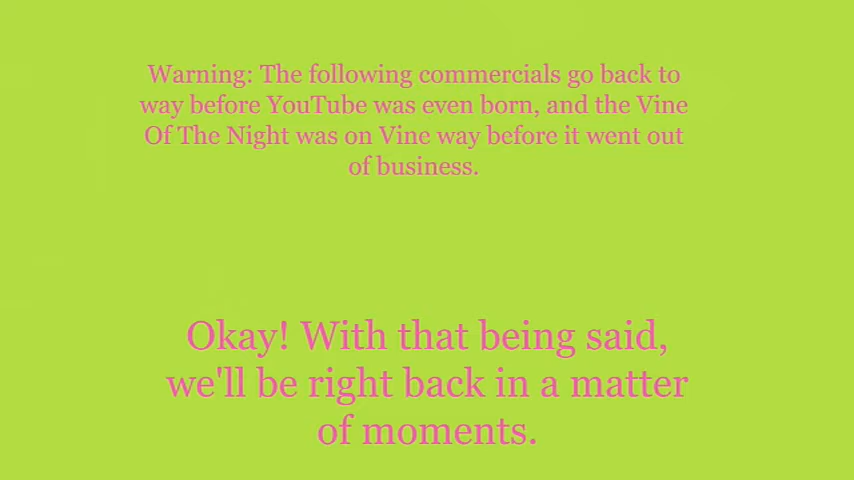 Warning: The following commercials go back to
way before YouTube was even born, and the Vine
Of The Night was on Vine way before it went out
of business.
Okay! With that being said,
we'll be right back in a matter
of moments.